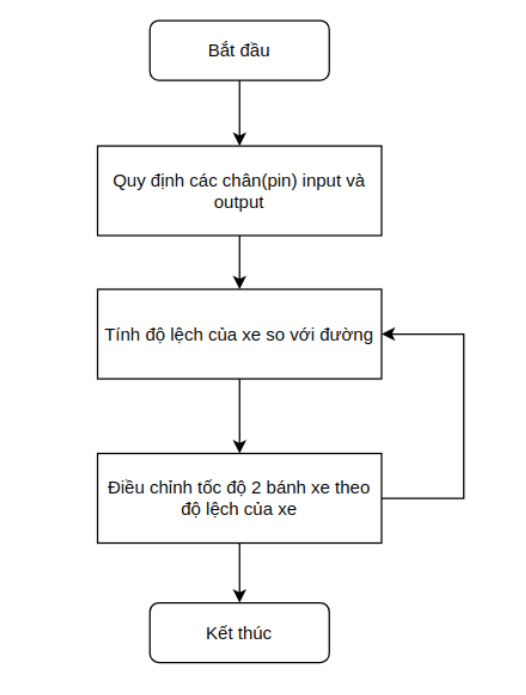 Bắt đầu
Quy định các chân(pin) input và
output
Tính độ lệch của xe so với đường
Điều chỉnh tốc độ 2 bánh xe theo
độ lệch của xe
Kết thúc